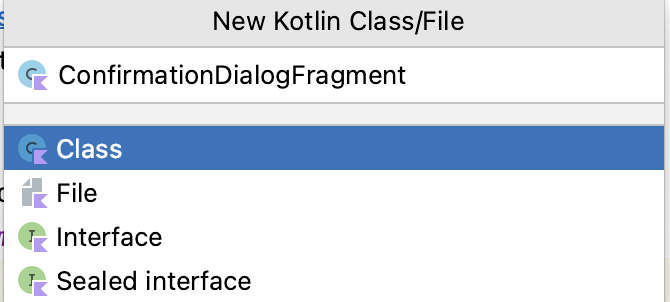 New Kotlin Class/File
ConfirmationDialogFragment
Class
File
Interface
Sealed interface